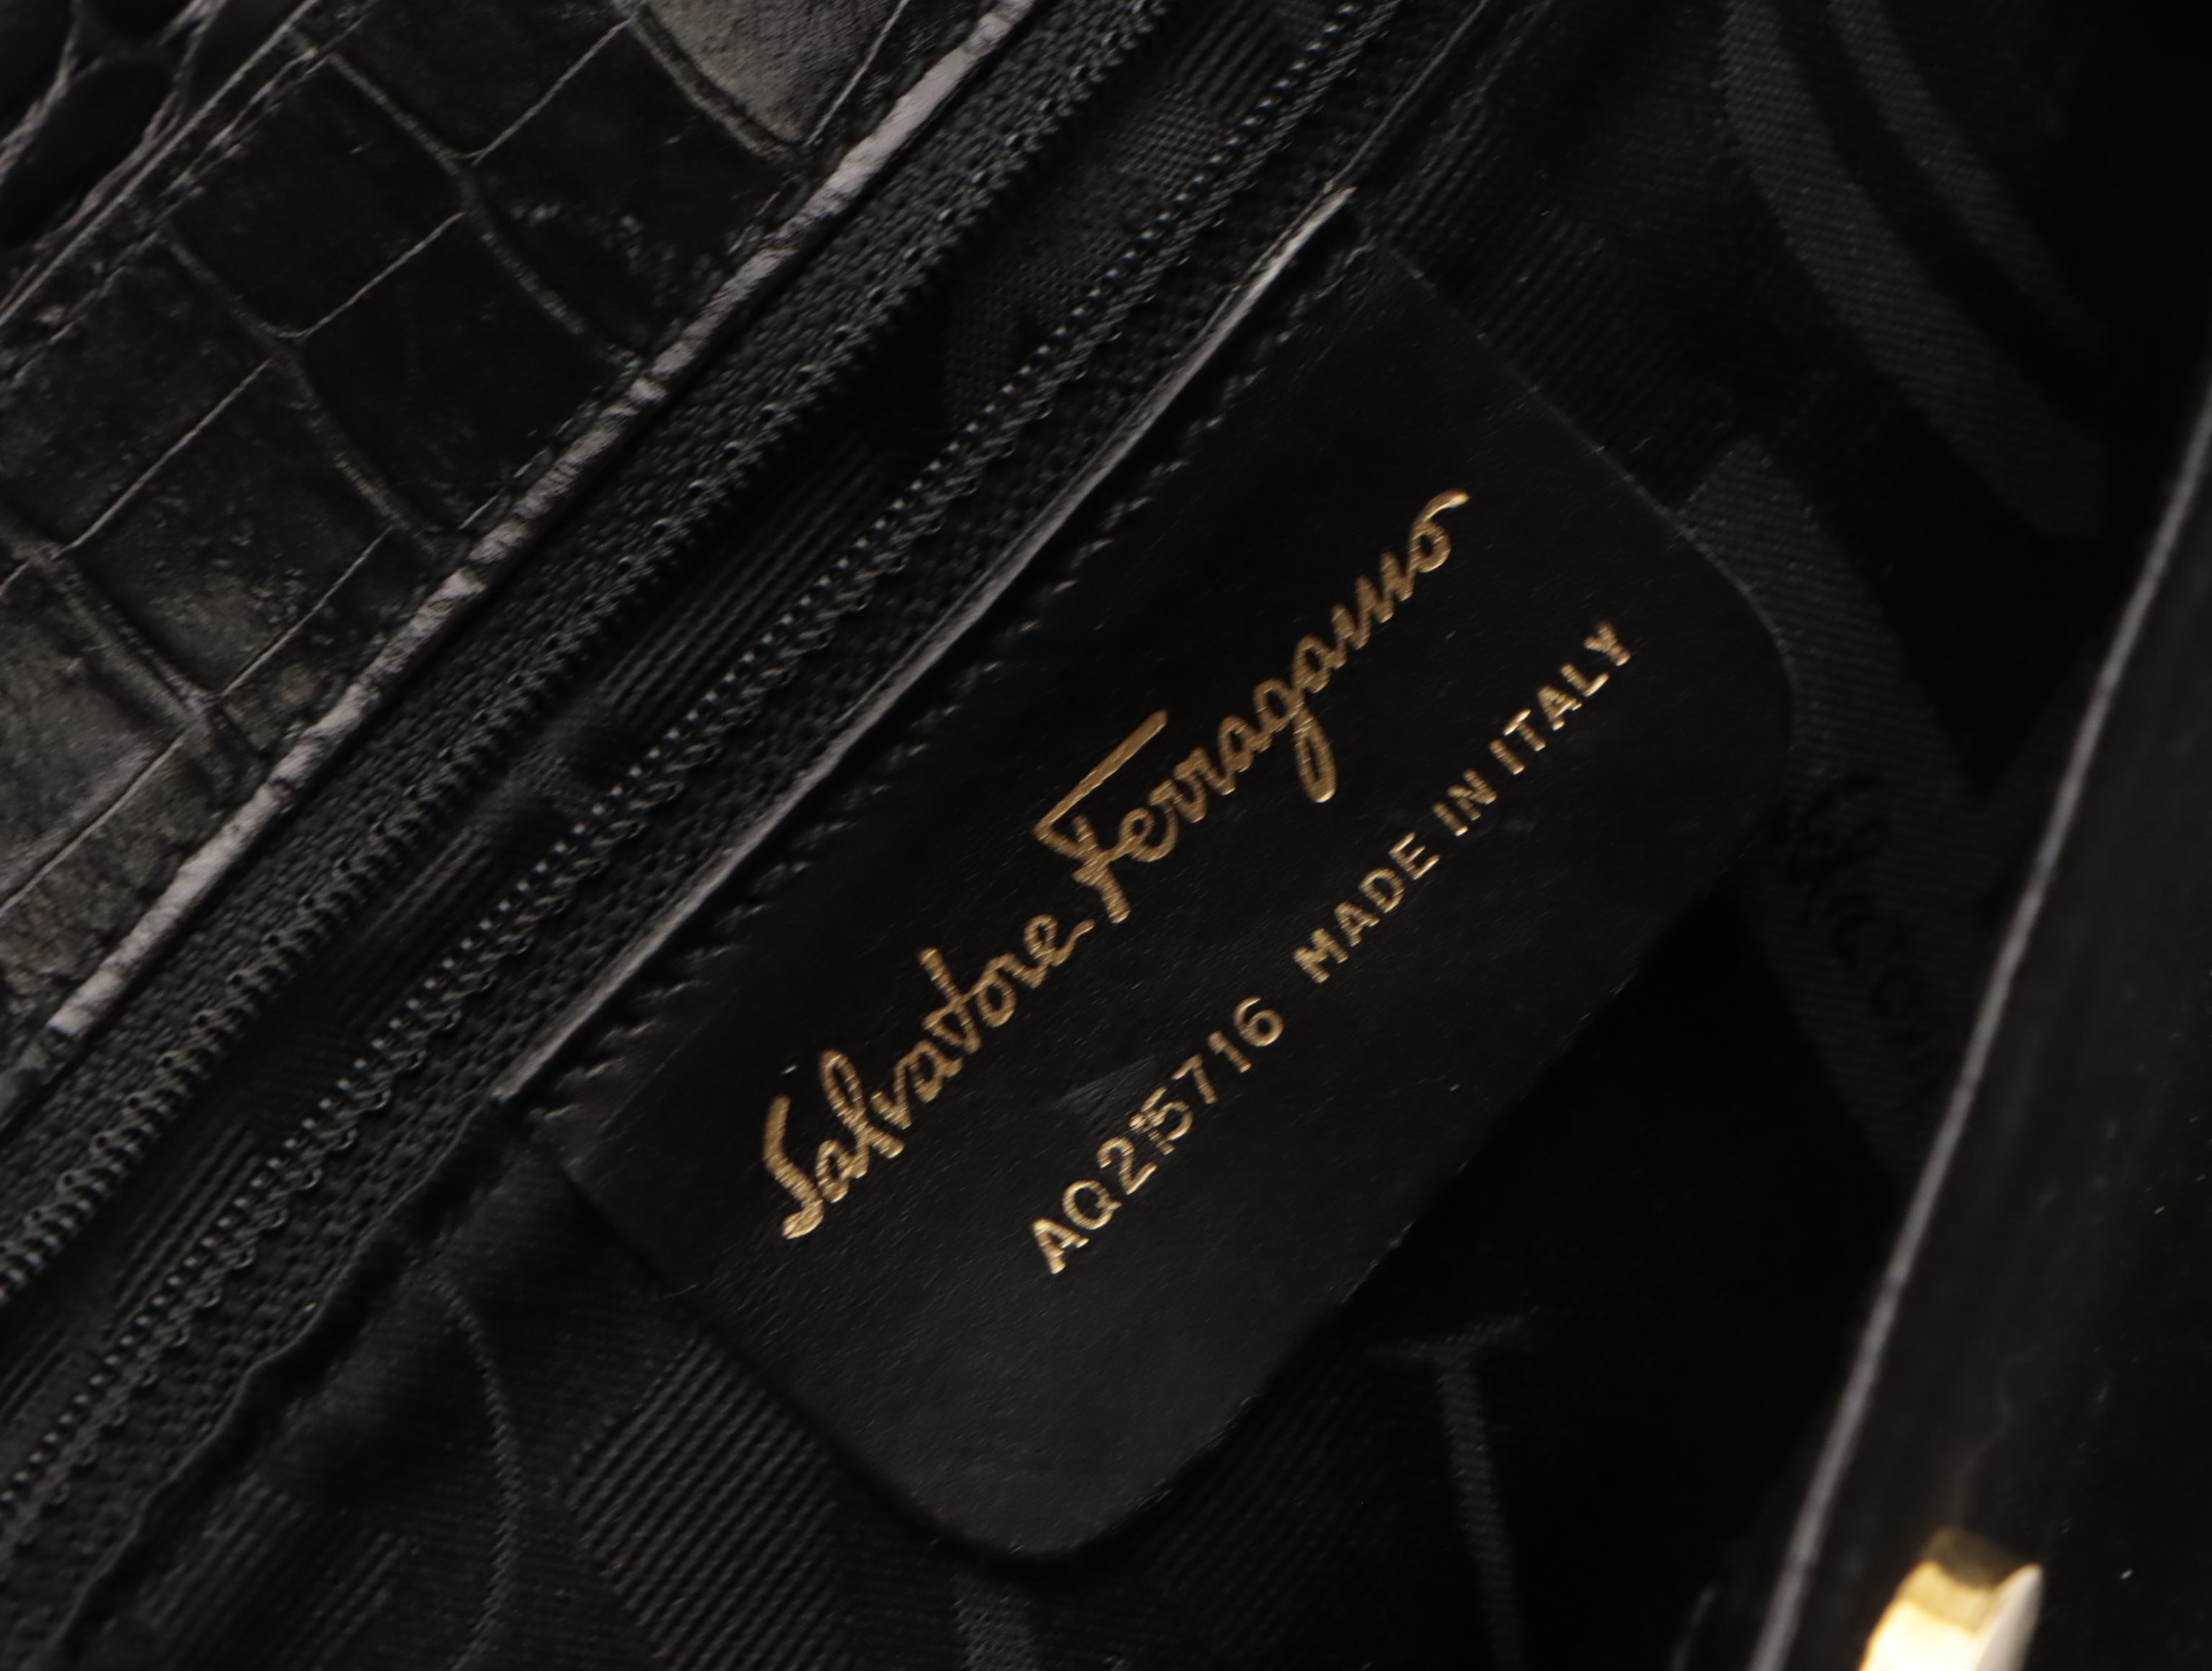 Salvatore Ferragamo
AQ215716 MADE IN ITALY